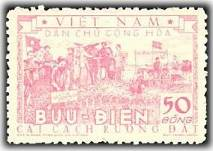 VIỆT NAM
DÂN CHỦ CỘNG HÒA
BƯU-ĐIỆN
50
ĐỒNG
CẢI CÁCH RUỘNG ĐẤT